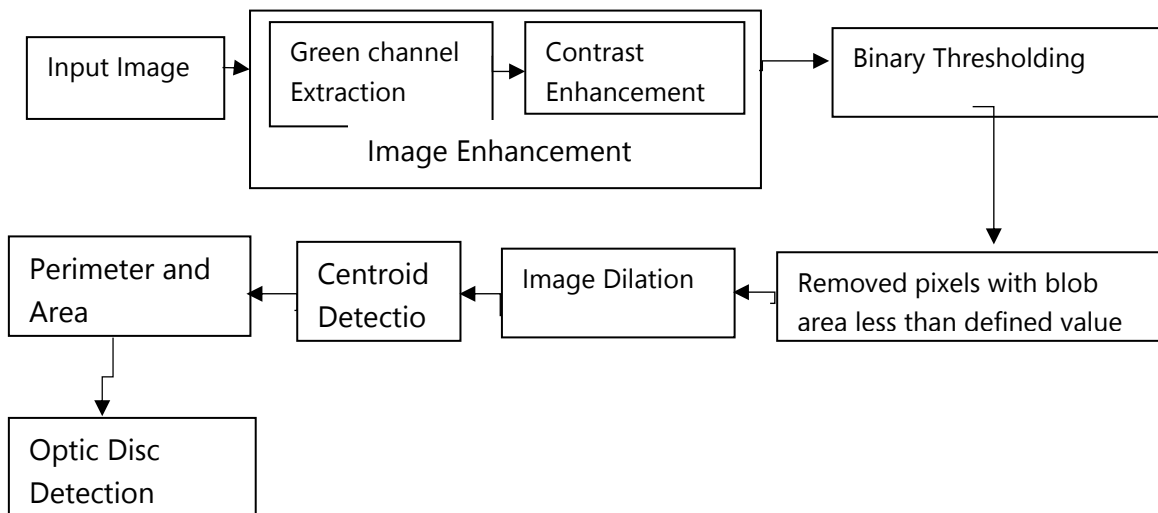 Input Image
Green channel
Extraction
Contrast
Enhancement
Image Enhancement
Binary Thresholding
Removed pixels with blob
area less than defined value
Image Dilation
Centroid
Detectio
Perimeter and
Area
Optic Disc
Detection